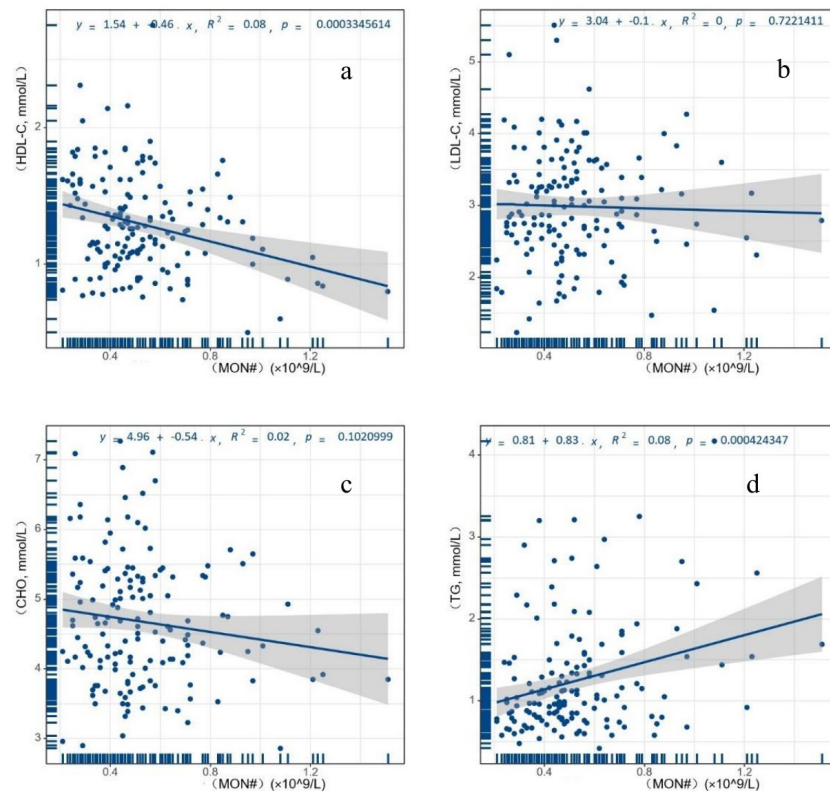 y = 1.54 + -0.46 . x, R² = 0.08 , p = 0.0003345614
a
（HDL-C, mmol/L）
2
1
0.4 0.8 1.2
（MON#）(×10^9/L)
y = 3.04 + -0.1 . x, R² = 0 , p = 0.7221411
b
（LDL-C, mmol/L）
5
4
3
2
0.4 0.8 1.2
（MON#）(×10^9/L)
y = 4.96 + -0.54 . x, R² = 0.02 , p = 0.1020999
c
（CHO, mmol/L）
7
6
5
4
3
0.4 0.8 1.2
（MON#）(×10^9/L)
y = 0.81 + 0.83 . x, R² = 0.08 , p = 0.000424347
d
（TG, mmol/L）
4
3
2
1
0.4 0.8 1.2
（MON#）(×10^9/L)